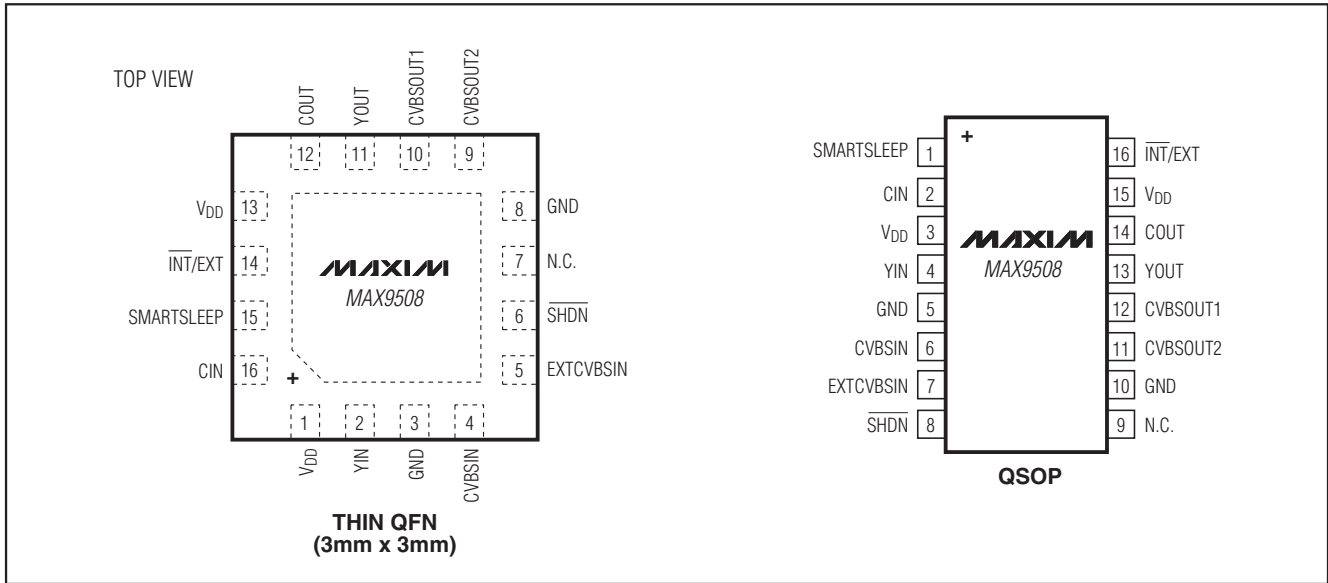 TOP VIEW
COUT
YOUT
CVBSOUT1
CVBSOUT2
12 11 10 9
VDD 13
INT/EXT 14
SMARTSLEEP 15
CIN 16
8 GND
7 N.C.
6 SHDN
5 EXTCVBSIN
MAXIM
MAX9508
+
1 2 3 4
VDD
YIN
GND
CVBSIN
THIN QFN
(3mm x 3mm)
+
SMARTSLEEP 1
CIN 2
VDD 3
YIN 4
GND 5
CVBSIN 6
EXTCVBSIN 7
SHDN 8
MAXIM
MAX9508
16 INT/EXT
15 VDD
14 COUT
13 YOUT
12 CVBSOUT1
11 CVBSOUT2
10 GND
9 N.C.
QSOP